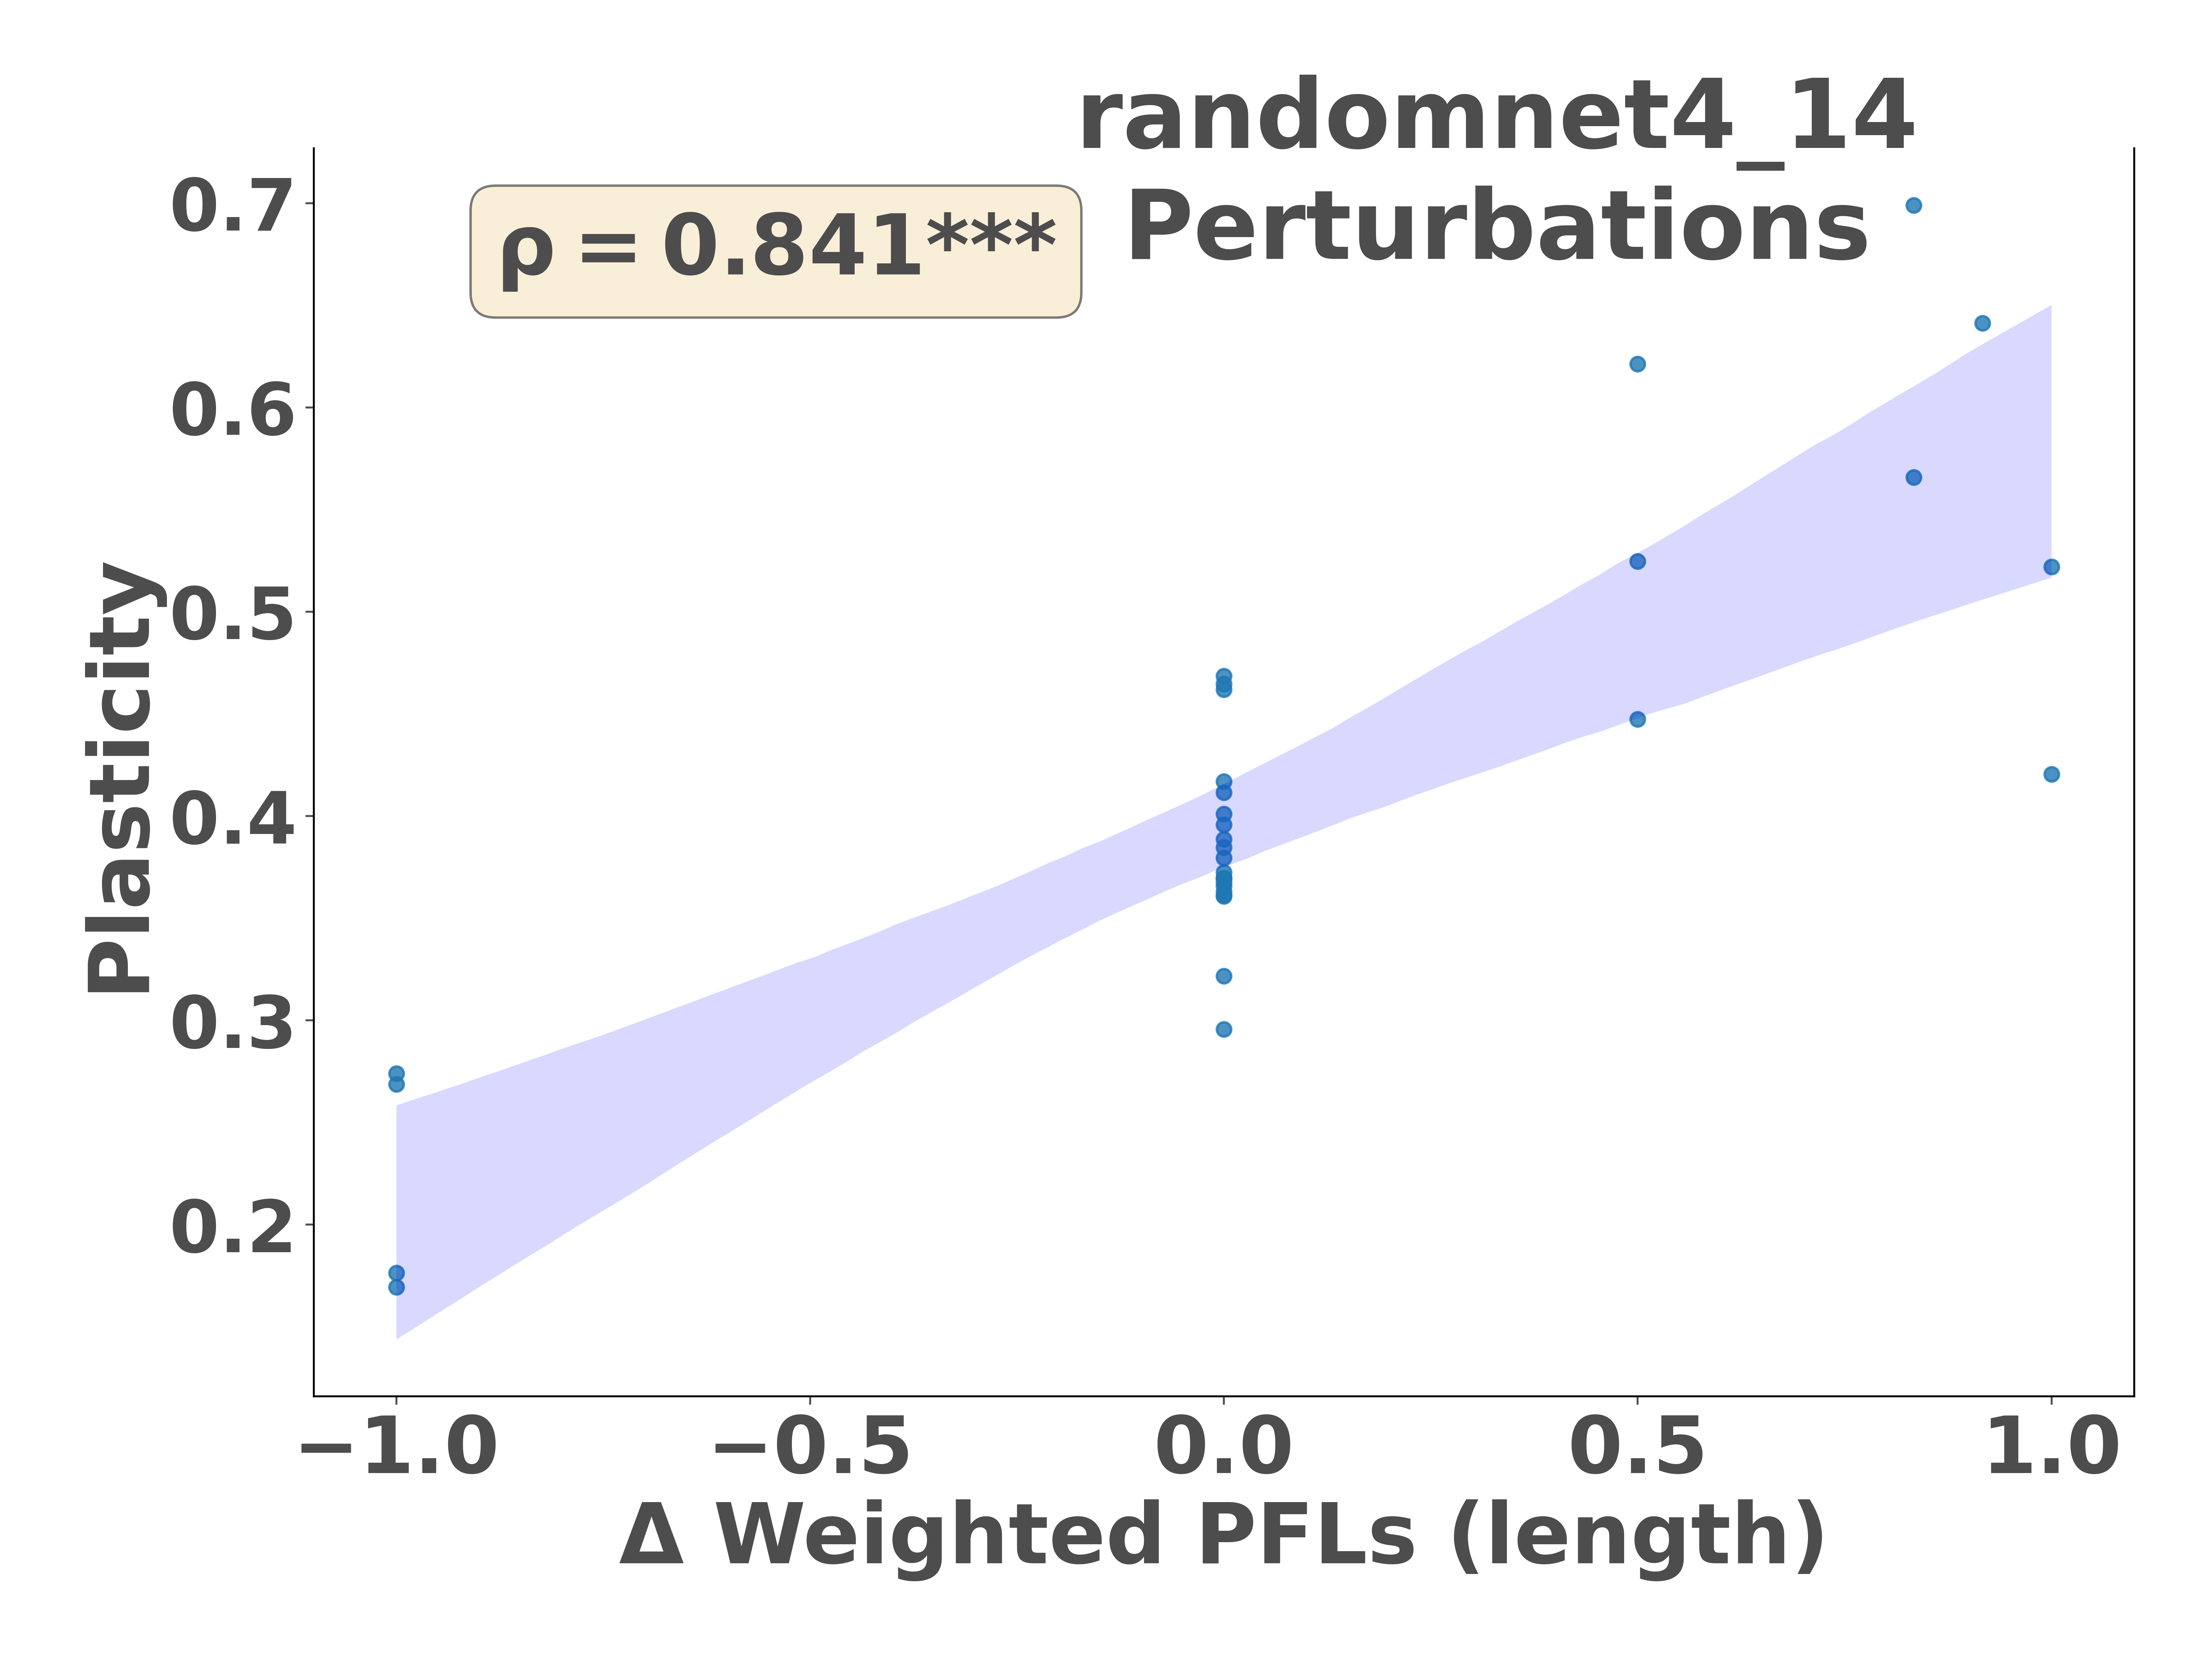 randomnet4_14
Perturbations
ρ = 0.841***
Plasticity
0.7
0.6
0.5
0.4
0.3
0.2
−1.0
−0.5
0.0
0.5
1.0
Δ Weighted PFLs (length)